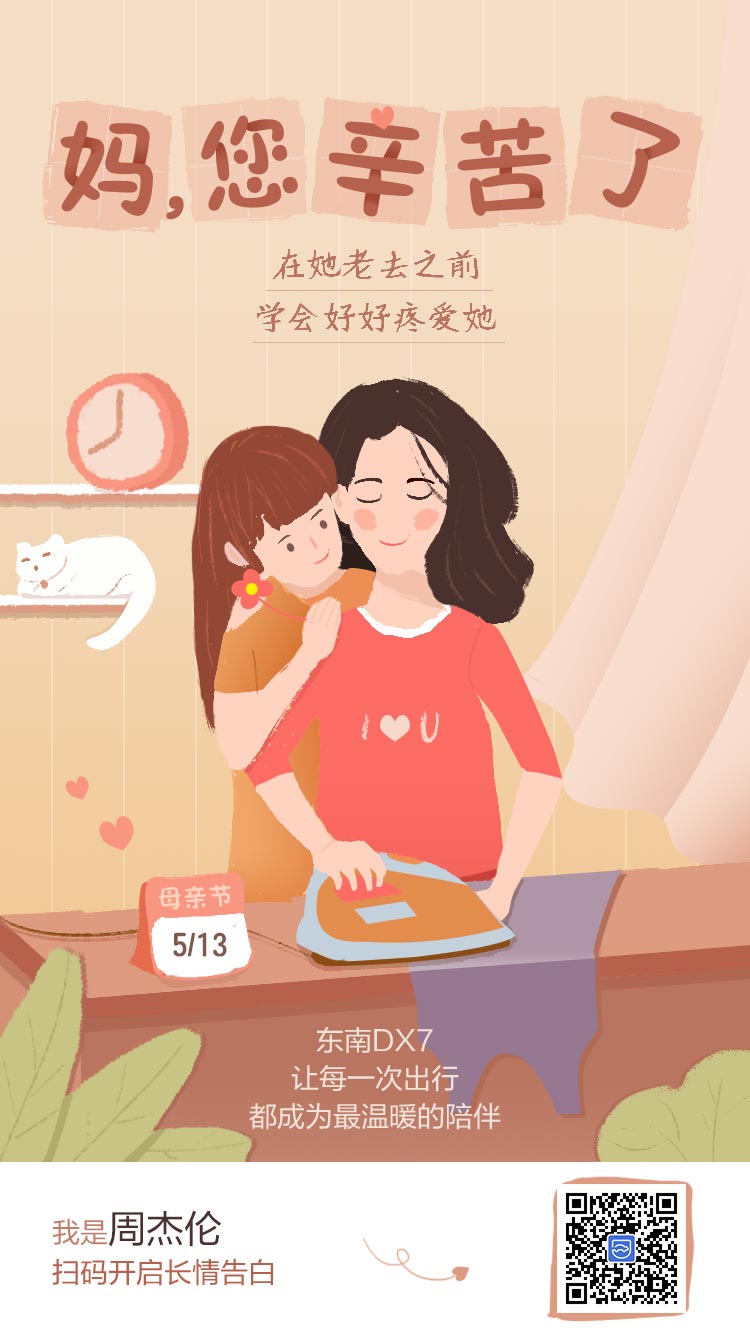 妈,您辛苦了
在她老去之前
学会好好疼爱她
I U
母亲节
5/13
东南DX7
让每一次出行
都成为最温暖的陪伴
我是周杰伦
扫码开启长情告白